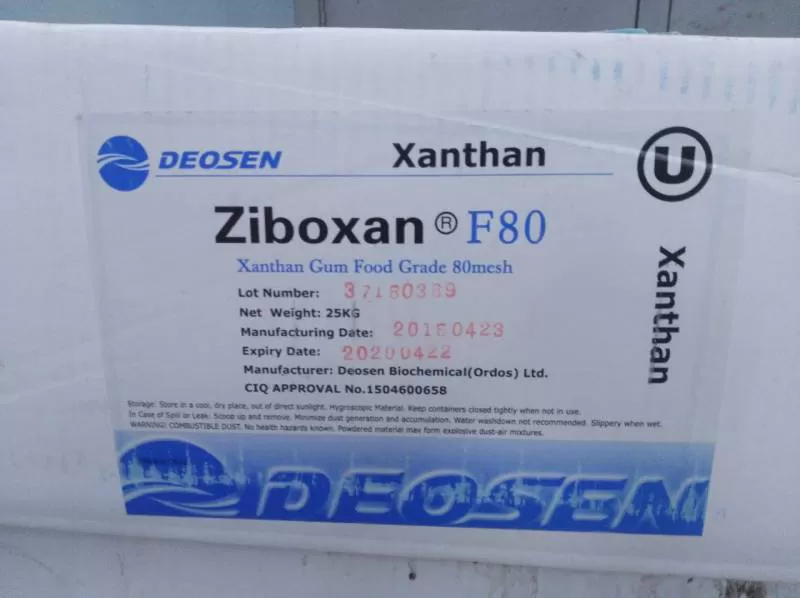 DEOSEN
Xanthan
U
Ziboxan® F80
Xanthan Gum Food Grade 80mesh
Lot Number:
Net Weight: 25KG
Manufacturing Date: 20180423
Expiry Date: 20200422
Manufacturer: Deosen Biochemical(Ordos) Ltd.
CIQ APPROVAL No.1504600658
Xanthan
Storage: Store in a cool, dry place, out of direct sunlight. Hygroscopic Material. Keep containers closed tightly when not in use.
In Case of Spill or Leak: Scoop up and remove. Minimize dust generation and accumulation. Water washdown not recommended. Slippery when wet.
WARNING! COMBUSTIBLE DUST. No health hazards known. Powdered material may form explosive dust-air mixtures.
DEOSEN